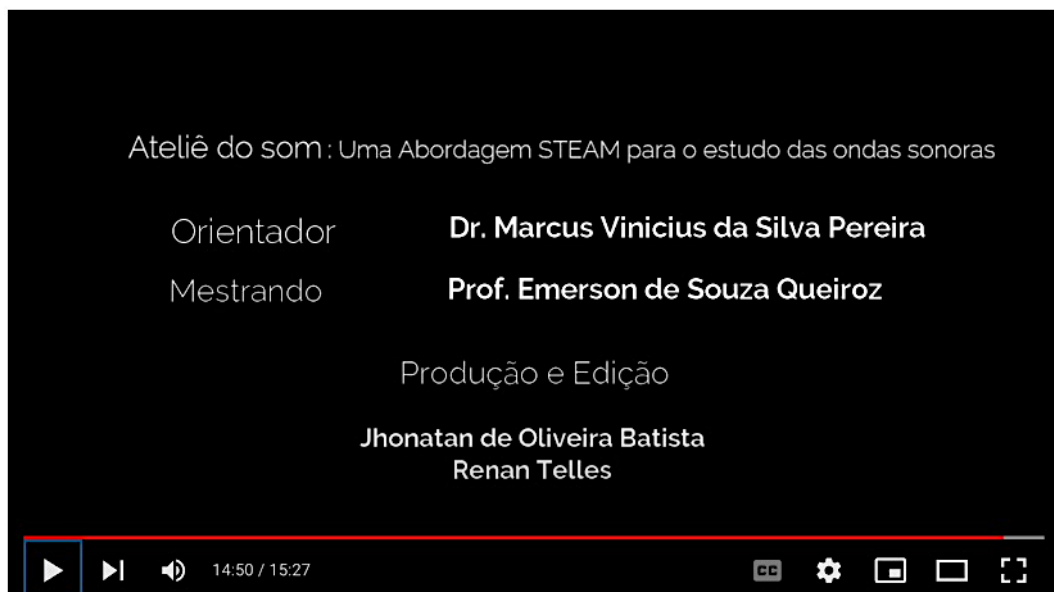 Ateliê do som : Uma Abordagem STEAM para o estudo das ondas sonoras
Orientador Dr. Marcus Vinicius da Silva Pereira
Mestrando Prof. Emerson de Souza Queiroz
Produção e Edição
Jhonatan de Oliveira Batista
Renan Telles
14:50 / 15:27 CC